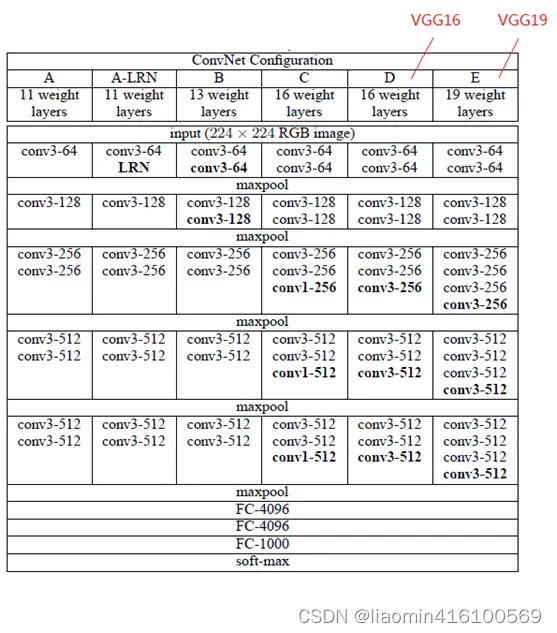 VGG16 VGG19
ConvNet Configuration
A A-LRN B C D E
11 weight 11 weight 13 weight 16 weight 16 weight 19 weight
layers layers layers layers layers layers
input (224 × 224 RGB image)
conv3-64 conv3-64 conv3-64 conv3-64 conv3-64 conv3-64
LRN conv3-64 conv3-64 conv3-64 conv3-64
maxpool
conv3-128 conv3-128 conv3-128 conv3-128 conv3-128 conv3-128
conv3-128 conv3-128 conv3-128 conv3-128
maxpool
conv3-256 conv3-256 conv3-256 conv3-256 conv3-256 conv3-256
conv3-256 conv3-256 conv3-256 conv3-256 conv3-256 conv3-256
conv1-256 conv3-256 conv3-256
conv3-256
maxpool
conv3-512 conv3-512 conv3-512 conv3-512 conv3-512 conv3-512
conv3-512 conv3-512 conv3-512 conv3-512 conv3-512 conv3-512
conv1-512 conv3-512 conv3-512
conv3-512
maxpool
conv3-512 conv3-512 conv3-512 conv3-512 conv3-512 conv3-512
conv3-512 conv3-512 conv3-512 conv3-512 conv3-512 conv3-512
conv1-512 conv3-512 conv3-512
conv3-512
maxpool
FC-4096
FC-4096
FC-1000
soft-max
CSDN @liaomin416100569